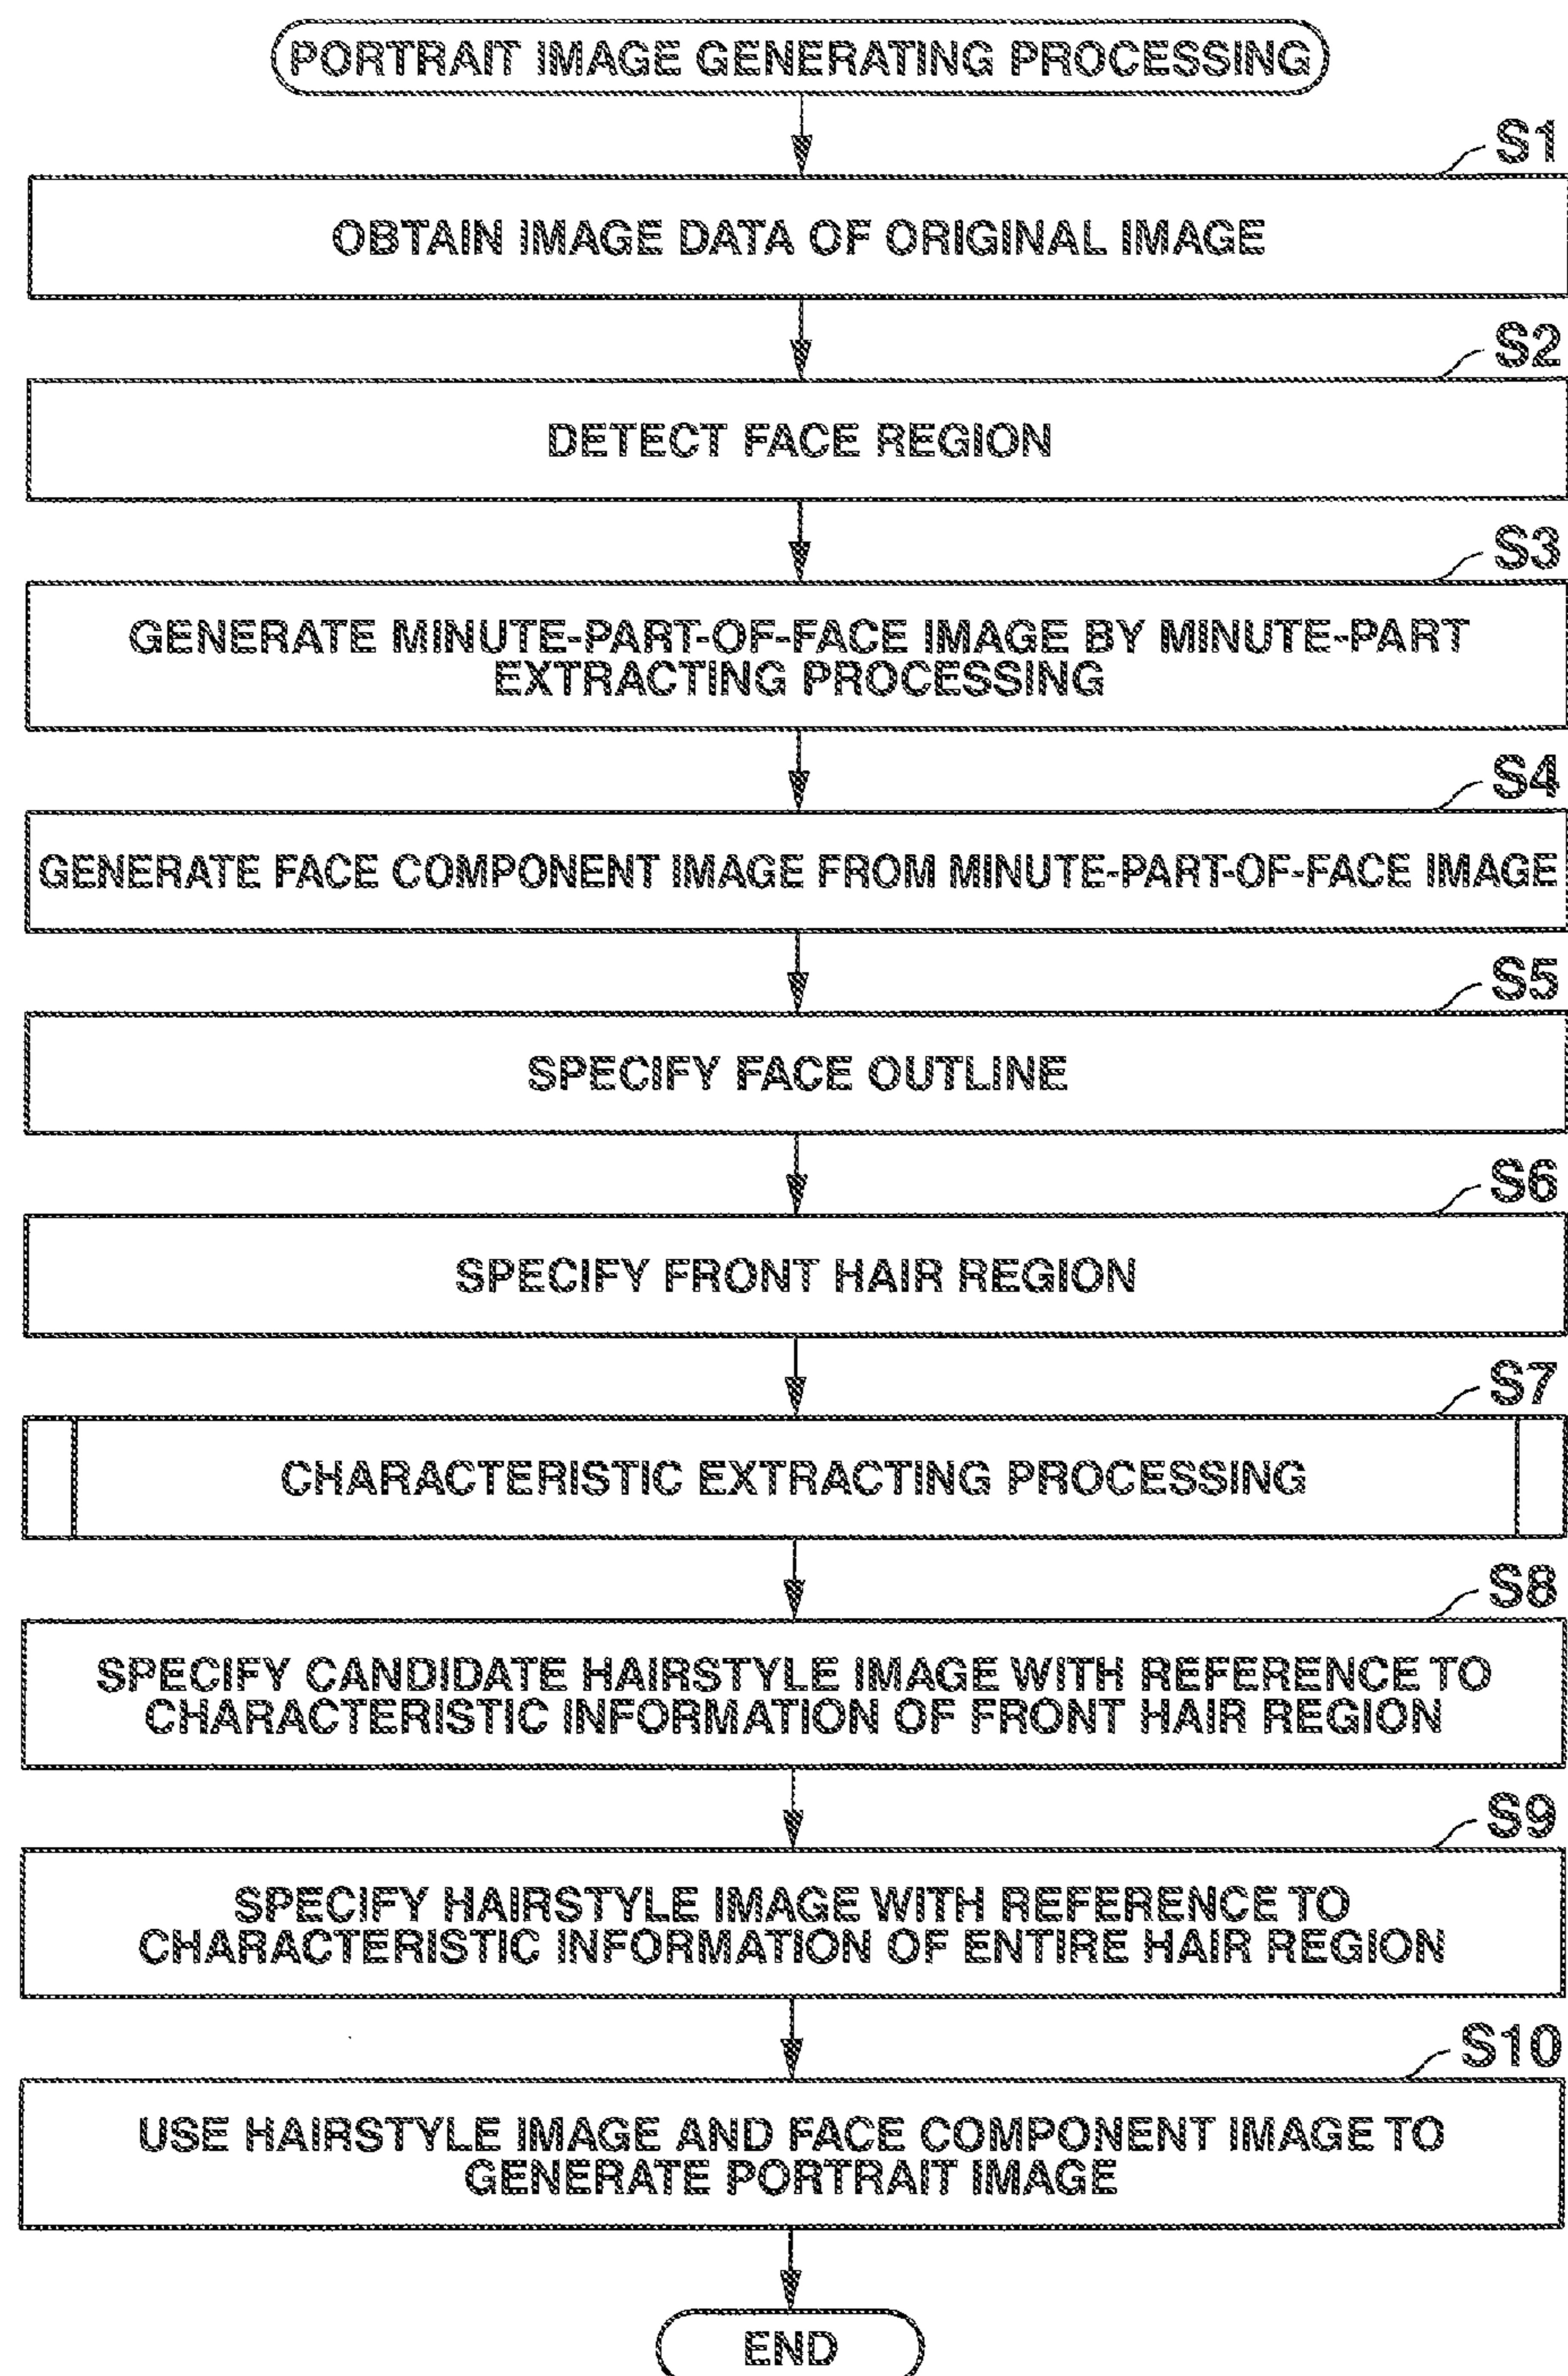 PORTRAIT IMAGE GENERATING PROCESSING
S1
OBTAIN IMAGE DATA OF ORIGINAL IMAGE
S2
DETECT FACE REGION
S3
GENERATE MINUTE-PART-OF-FACE IMAGE BY MINUTE-PART
EXTRACTING PROCESSING
S4
GENERATE FACE COMPONENT IMAGE FROM MINUTE-PART-OF-FACE IMAGE
S5
SPECIFY FACE OUTLINE
S6
SPECIFY FRONT HAIR REGION
S7
CHARACTERISTIC EXTRACTING PROCESSING
S8
SPECIFY CANDIDATE HAIRSTYLE IMAGE WITH REFERENCE TO
CHARACTERISTIC INFORMATION OF FRONT HAIR REGION
S9
SPECIFY HAIRSTYLE IMAGE WITH REFERENCE TO
CHARACTERISTIC INFORMATION OF ENTIRE HAIR REGION
S10
USE HAIRSTYLE IMAGE AND FACE COMPONENT IMAGE TO
GENERATE PORTRAIT IMAGE
END